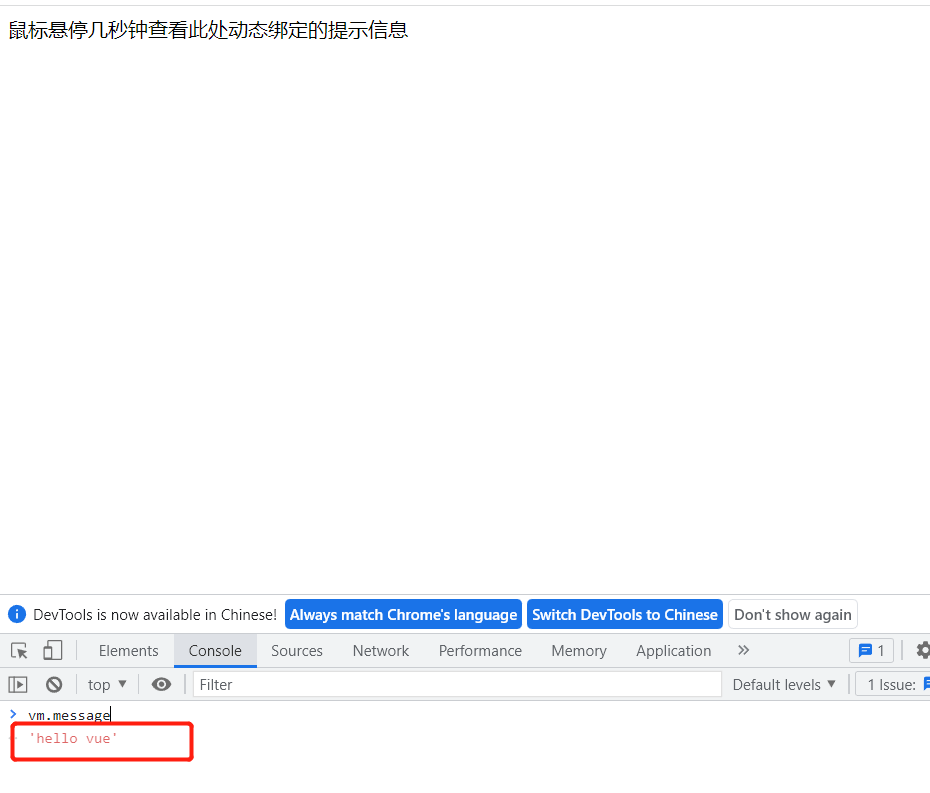 鼠标悬停几秒钟查看此处动态绑定的提示信息
DevTools is now available in Chinese! Always match Chrome's language Switch DevTools to Chinese Don't show again
Elements Console Sources Network Performance Memory Application 1
top Filter Default levels 1 Issue:
vm.message
'hello vue'